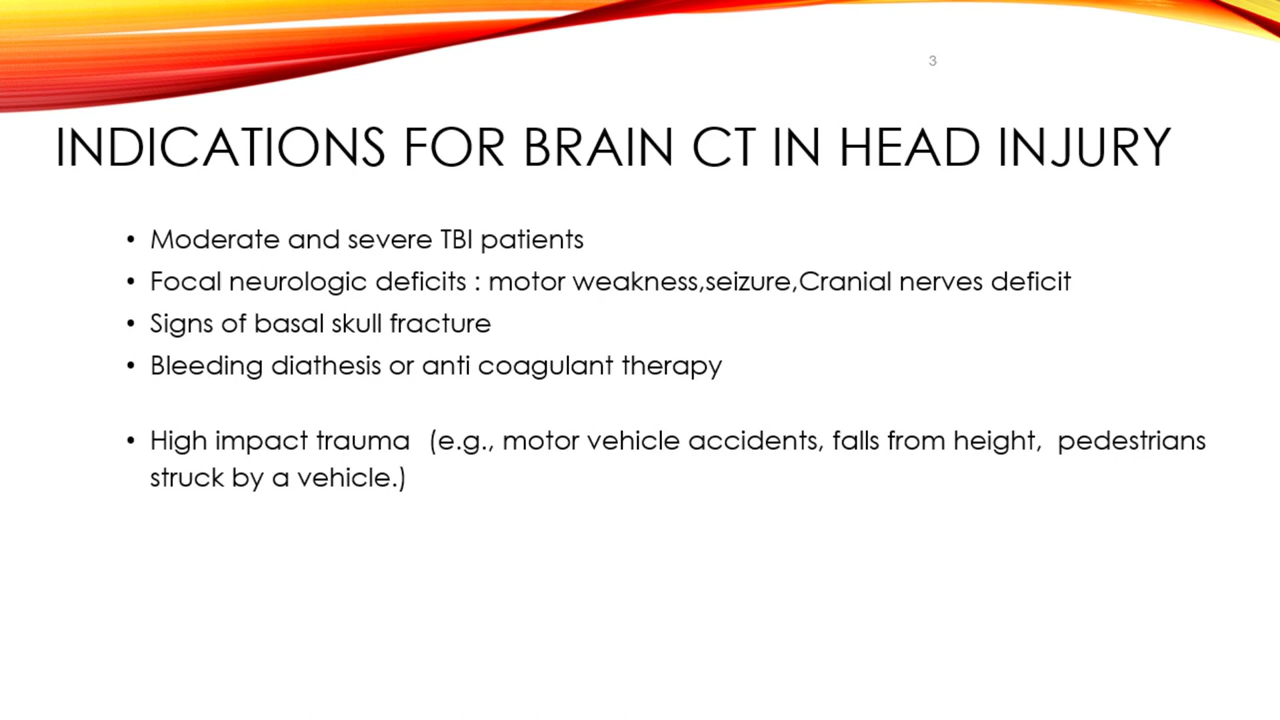 3
INDICATIONS FOR BRAIN CT IN HEAD INJURY
• Moderate and severe TBI patients
• Focal neurologic deficits : motor weakness,seizure,Cranial nerves deficit
• Signs of basal skull fracture
• Bleeding diathesis or anti coagulant therapy
• High impact trauma (e.g., motor vehicle accidents, falls from height, pedestrians
struck by a vehicle.)